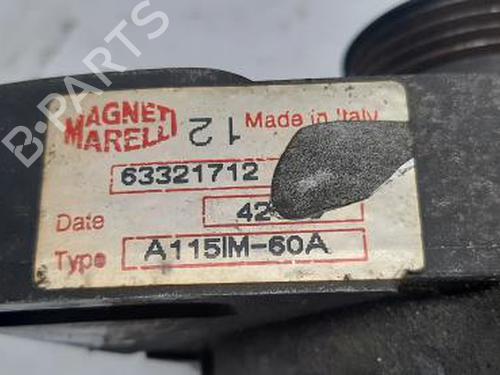 MAGNETI
MARELLI
12
Made in Italy
63321712
Date 42
Type A115IM-60A
B-PARTS